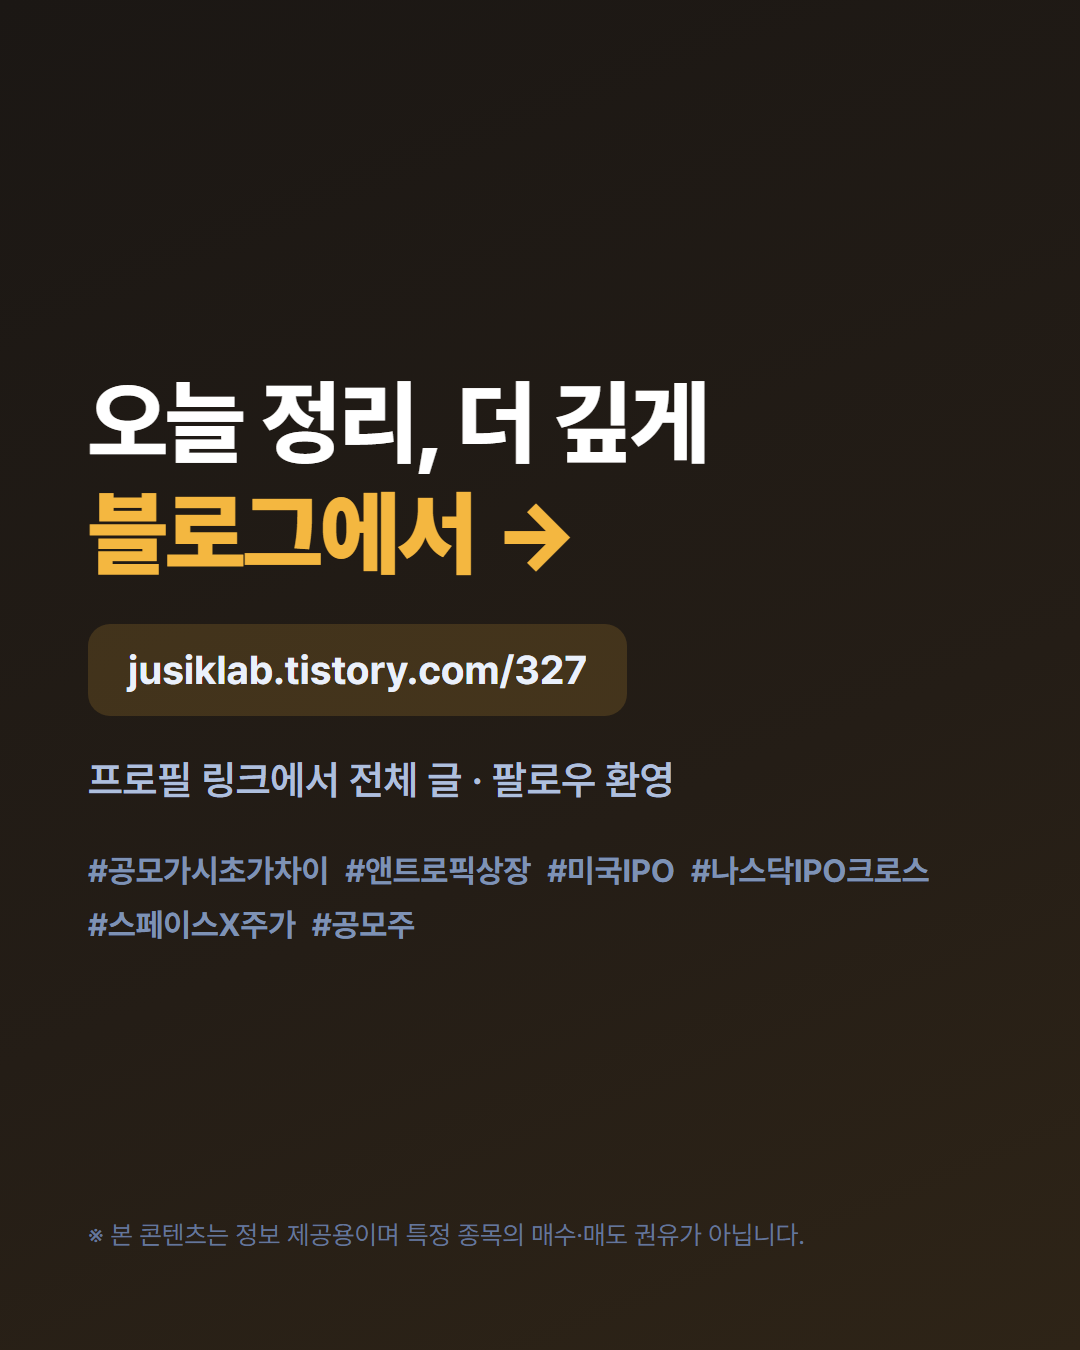 오늘 정리, 더 깊게
블로그에서 →
jusiklab.tistory.com/327
프로필 링크에서 전체 글 · 팔로우 환영
#공모가시초가차이 #앤트로픽상장 #미국IPO #나스닥IPO크로스
#스페이스X주가 #공모주
※ 본 콘텐츠는 정보 제공용이며 특정 종목의 매수·매도 권유가 아닙니다.